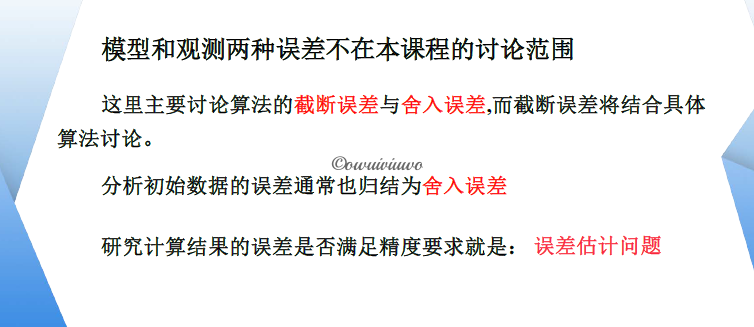 模型和观测两种误差不在本课程的讨论范围
这里主要讨论算法的截断误差与舍入误差,而截断误差将结合具体
算法讨论。
©owuiviuwo
分析初始数据的误差通常也归结为舍入误差
研究计算结果的误差是否满足精度要求就是：误差估计问题